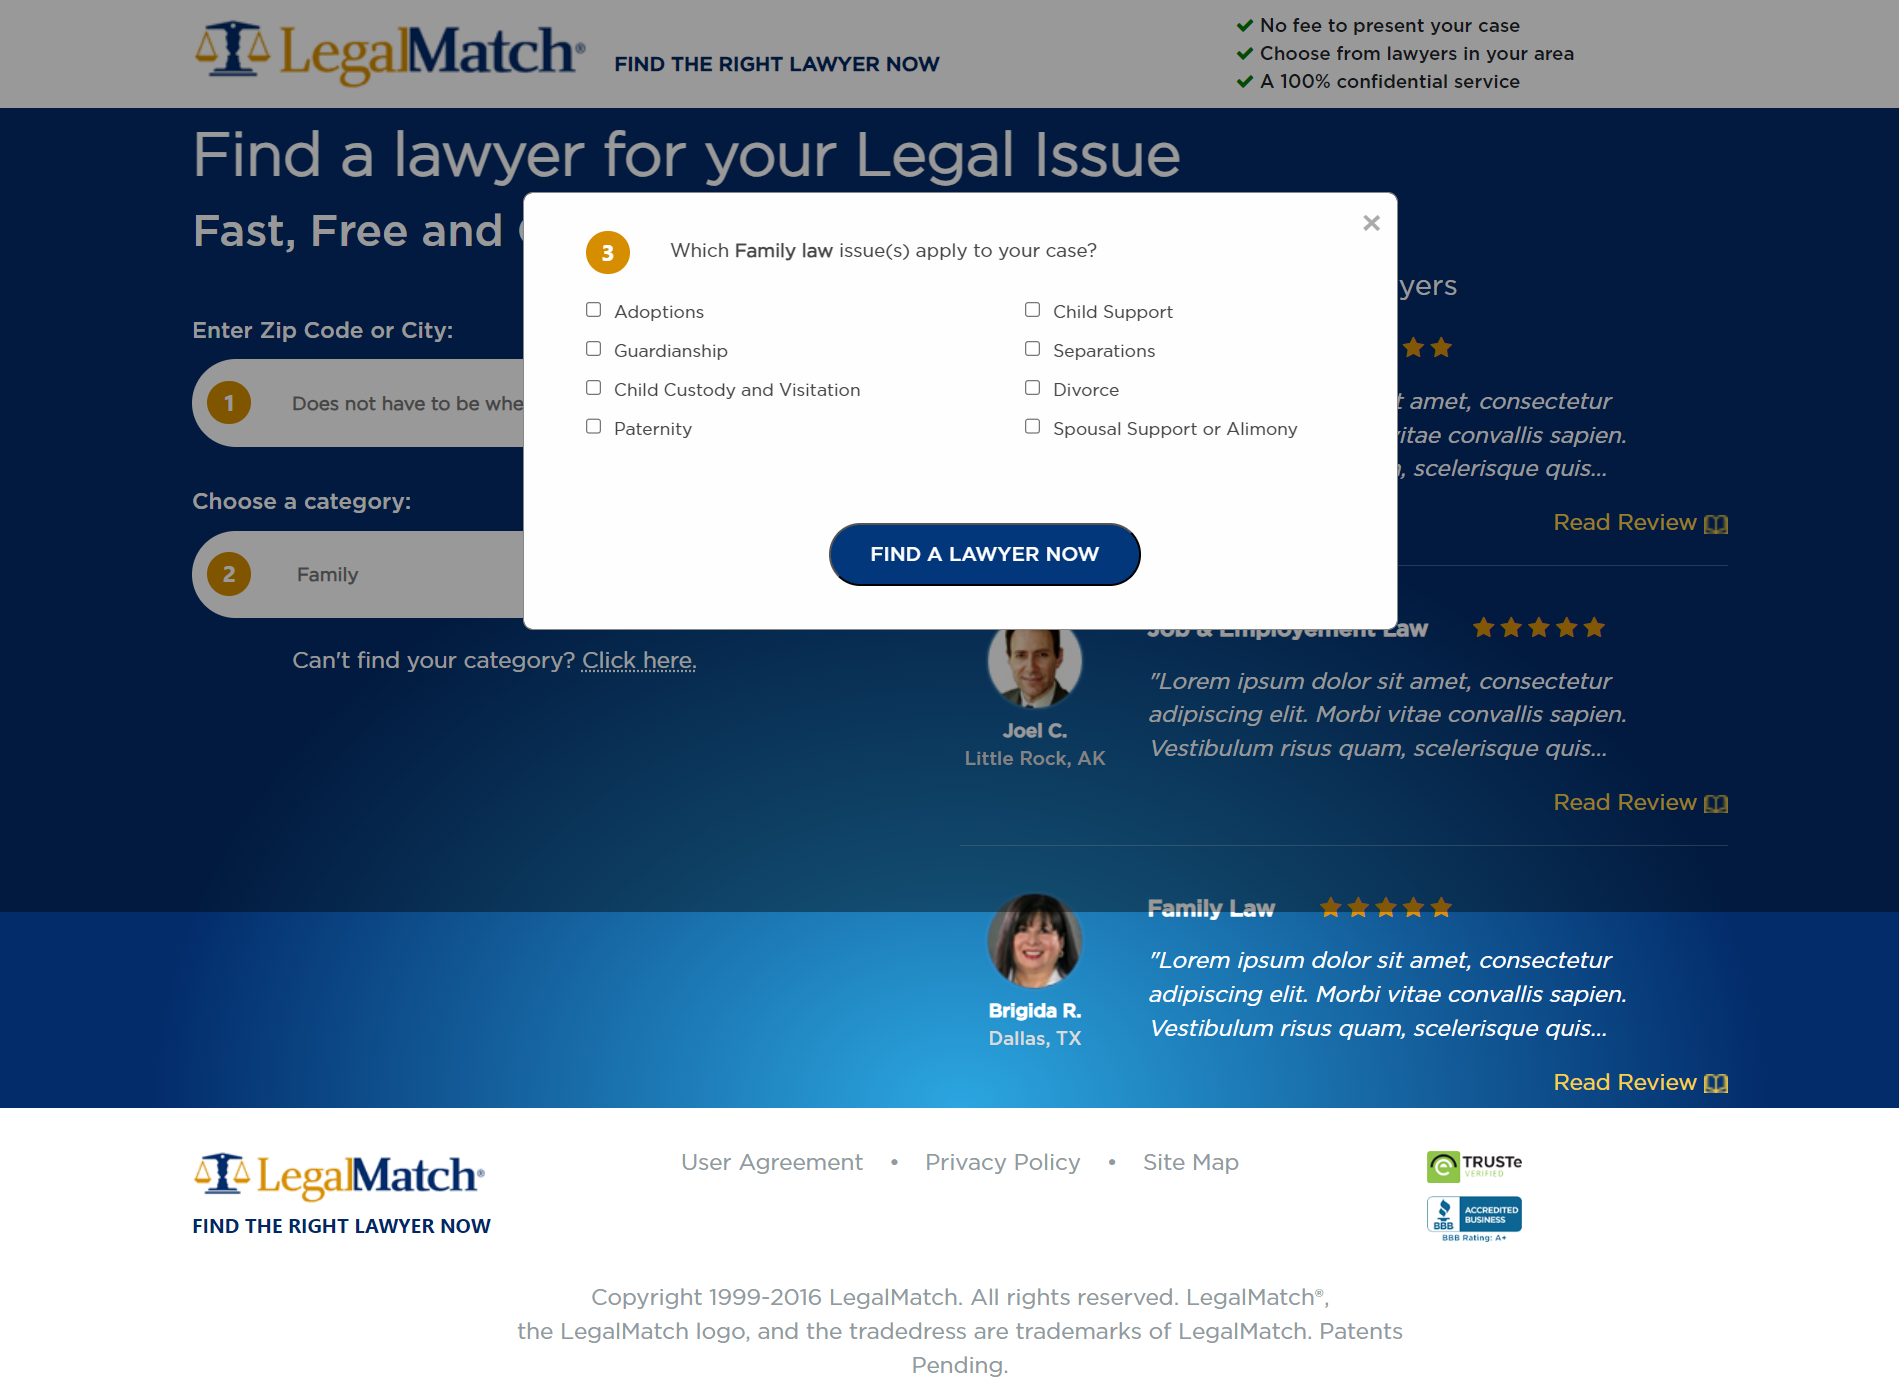 LegalMatch®
FIND THE RIGHT LAWYER NOW
No fee to present your case
Choose from lawyers in your area
A 100% confidential service
Find a lawyer for your Legal Issue
Fast, Free and
3
Which Family law issue(s) apply to your case?
×
Adoptions
Guardianship
Child Custody and Visitation
Paternity
Child Support
Separations
Divorce
Spousal Support or Alimony
FIND A LAWYER NOW
Enter Zip Code or City:
1
Does not have to be whe
Choose a category:
2
Family
Can't find your category? Click here.
yers
amet, consectetur
vitae convallis sapien.
, scelerisque quis...
Read Review
Job & Employement Law
"Lorem ipsum dolor sit amet, consectetur
adipiscing elit. Morbi vitae convallis sapien.
Vestibulum risus quam, scelerisque quis...
Joel C.
Little Rock, AK
Read Review
Family Law
"Lorem ipsum dolor sit amet, consectetur
adipiscing elit. Morbi vitae convallis sapien.
Vestibulum risus quam, scelerisque quis...
Brigida R.
Dallas, TX
Read Review
LegalMatch®
FIND THE RIGHT LAWYER NOW
User Agreement • Privacy Policy • Site Map
TRUSTe
VERIFIED
BBB
ACCREDITED
BUSINESS
BBB Rating: A+
Copyright 1999-2016 LegalMatch. All rights reserved. LegalMatch®,
the LegalMatch logo, and the tradedress are trademarks of LegalMatch. Patents
Pending.